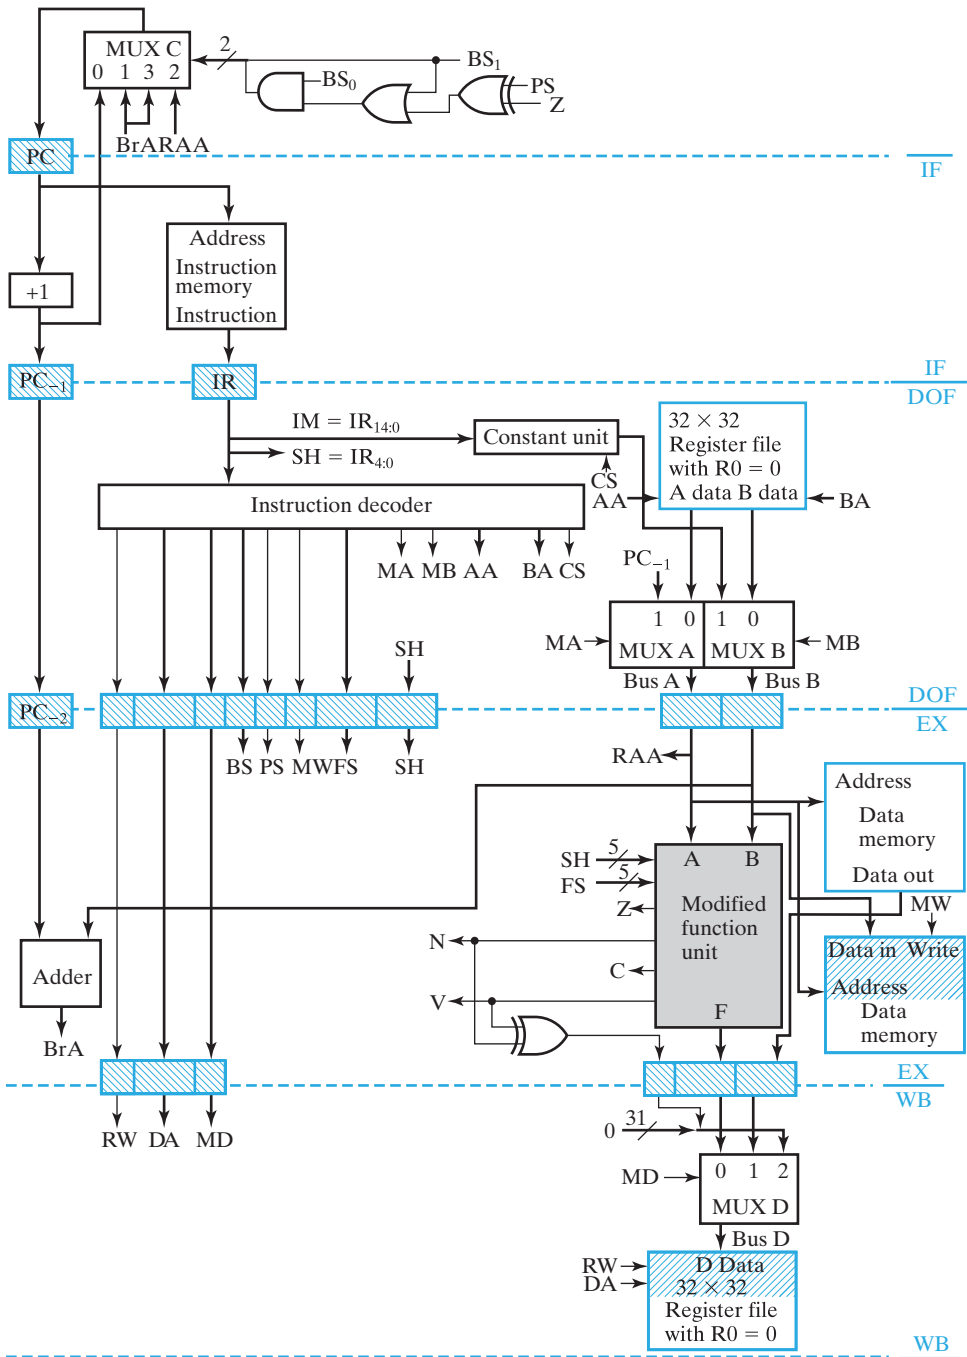 MUX C
0 1 3 2
2
BS1
BS0
PS
Z
BrA RAA
PC
IF
Address
Instruction
memory
Instruction
+1
PC−1
IR
IF
DOF
IM = IR14:0
SH = IR4:0
Constant unit
CS
32 × 32
Register file
with R0 = 0
A data B data
AA
BA
Instruction decoder
MA MB AA BA CS
PC−1
1 0 1 0
MUX A MUX B
MA
MB
SH
Bus A
Bus B
PC−2
DOF
EX
BS PS MW FS SH
RAA
Address
Data
memory
Data out
MW
SH
5
FS
5
A B
Modified
function
unit
F
Z
N
C
V
Data in Write
Address
Data
memory
Adder
BrA
EX
WB
RW DA MD
0
31
MD
0 1 2
MUX D
Bus D
RW
DA
D Data
32 × 32
Register file
with R0 = 0
WB